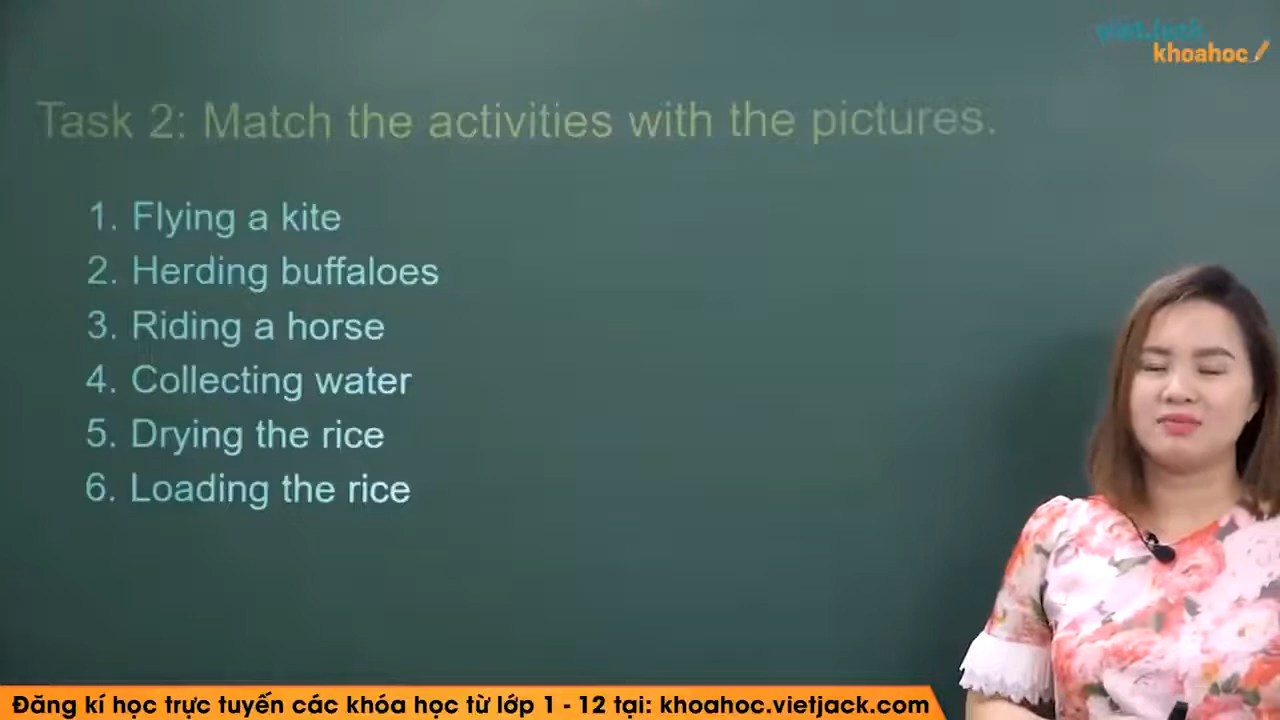 viet.jack
khoahoc
Task 2: Match the activities with the pictures.
1. Flying a kite
2. Herding buffaloes
3. Riding a horse
4. Collecting water
5. Drying the rice
6. Loading the rice
Đăng kí học trực tuyến các khóa học từ lớp 1 - 12 tại: khoahoc.vietjack.com